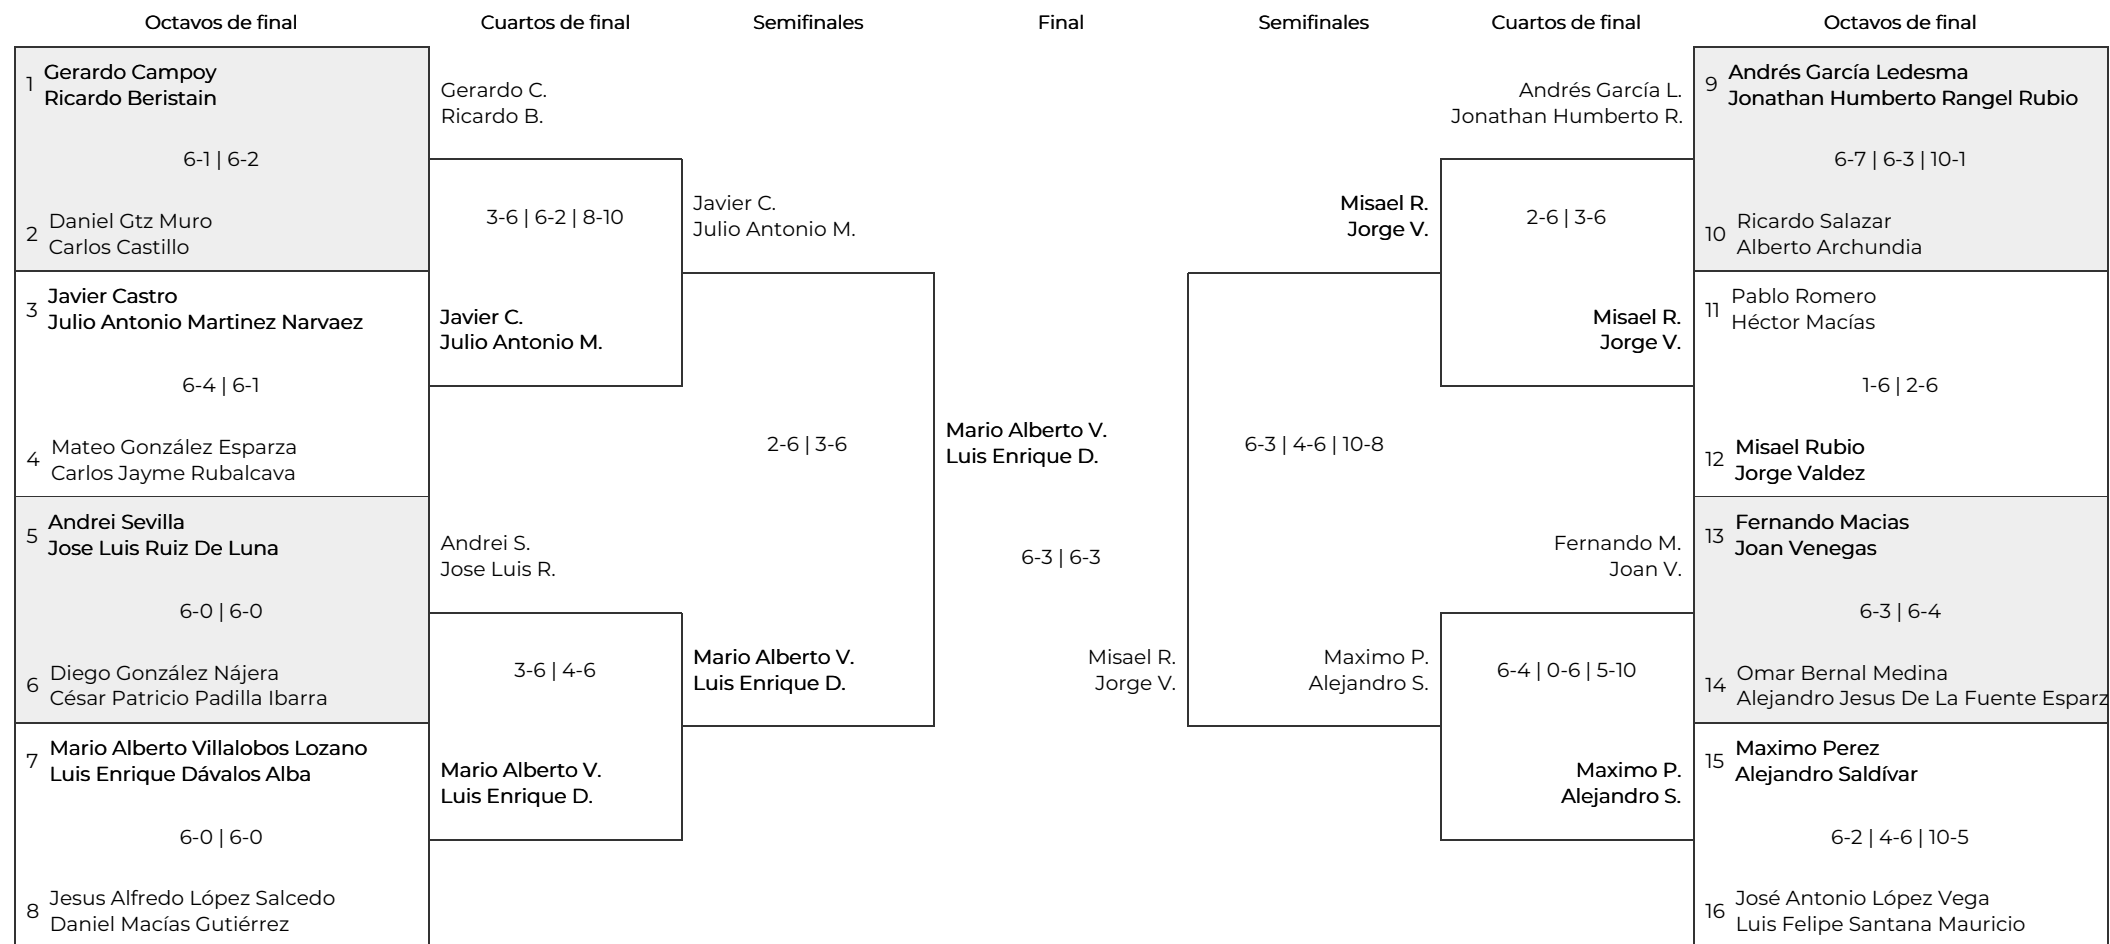 Octavos de final
Cuartos de final
Semifinales
Final
Semifinales
Cuartos de final
Octavos de final
1
Gerardo Campoy
Ricardo Beristain
6-1 | 6-2
2
Daniel Gtz Muro
Carlos Castillo
3
Javier Castro
Julio Antonio Martinez Narvaez
6-4 | 6-1
4
Mateo González Esparza
Carlos Jayme Rubalcava
5
Andrei Sevilla
Jose Luis Ruiz De Luna
6-0 | 6-0
6
Diego González Nájera
César Patricio Padilla Ibarra
7
Mario Alberto Villalobos Lozano
Luis Enrique Dávalos Alba
6-0 | 6-0
8
Jesus Alfredo López Salcedo
Daniel Macías Gutiérrez
Gerardo C.
Ricardo B.
3-6 | 6-2 | 8-10
Javier C.
Julio Antonio M.
Andrei S.
Jose Luis R.
3-6 | 4-6
Mario Alberto V.
Luis Enrique D.
Javier C.
Julio Antonio M.
2-6 | 3-6
Mario Alberto V.
Luis Enrique D.
Mario Alberto V.
Luis Enrique D.
6-3 | 6-3
Misael R.
Jorge V.
Misael R.
Jorge V.
6-3 | 4-6 | 10-8
Maximo P.
Alejandro S.
Andrés García L.
Jonathan Humberto R.
2-6 | 3-6
Misael R.
Jorge V.
Fernando M.
Joan V.
6-4 | 0-6 | 5-10
Maximo P.
Alejandro S.
9
Andrés García Ledesma
Jonathan Humberto Rangel Rubio
6-7 | 6-3 | 10-1
10
Ricardo Salazar
Alberto Archundia
11
Pablo Romero
Héctor Macías
1-6 | 2-6
12
Misael Rubio
Jorge Valdez
13
Fernando Macias
Joan Venegas
6-3 | 6-4
14
Omar Bernal Medina
Alejandro Jesus De La Fuente Esparz
15
Maximo Perez
Alejandro Saldívar
6-2 | 4-6 | 10-5
16
José Antonio López Vega
Luis Felipe Santana Mauricio